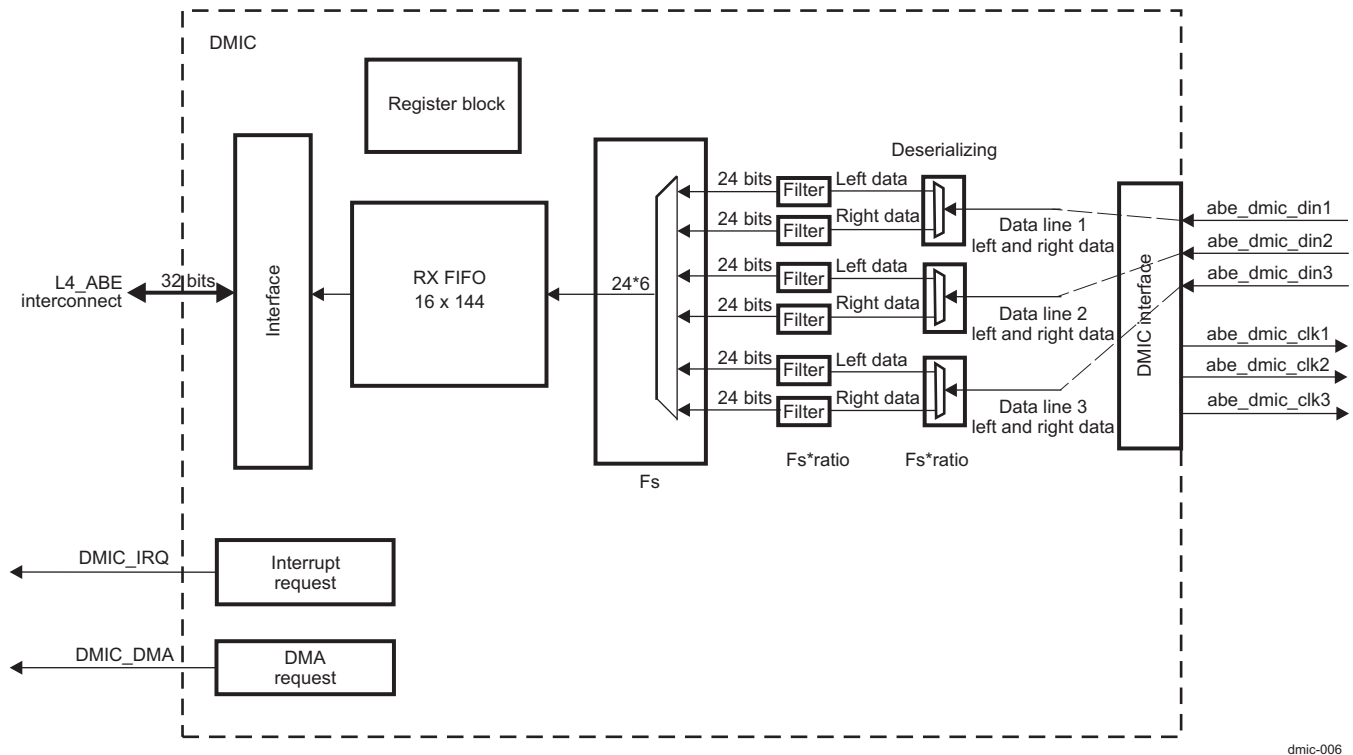 DMIC
Register block
Deserializing
24 bits
Filter
Left data
24 bits
Filter
Right data
Data line 1
left and right data
24 bits
Filter
Left data
24 bits
Filter
Right data
Data line 2
left and right data
24 bits
Filter
Left data
24 bits
Filter
Right data
Data line 3
left and right data
abe_dmic_din1
abe_dmic_din2
abe_dmic_din3
abe_dmic_clk1
abe_dmic_clk2
abe_dmic_clk3
DMIC interface
L4_ABE
interconnect
32 bits
Interface
RX FIFO
16 x 144
24*6
Fs
Fs*ratio
Fs*ratio
DMIC_IRQ
Interrupt
request
DMIC_DMA
DMA
request
dmic-006